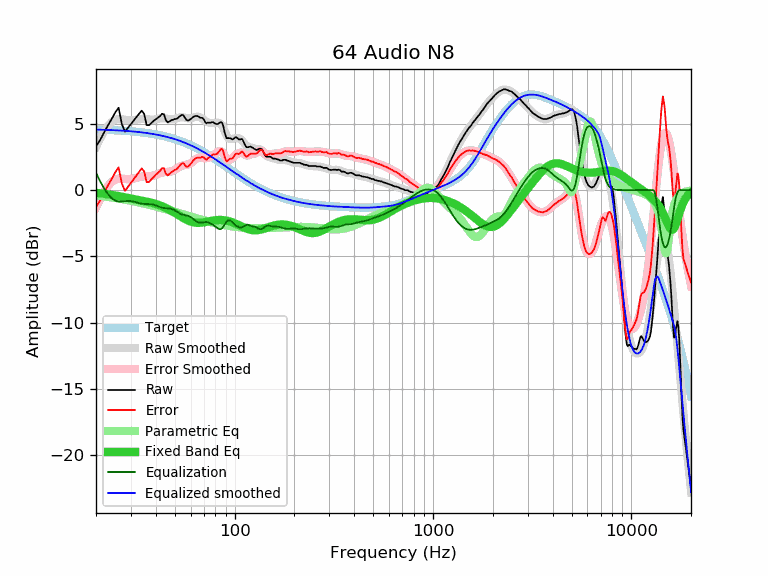 64 Audio N8
Amplitude (dBr)
5
0
−5
−10
−15
−20
Target
Raw Smoothed
Error Smoothed
Raw
Error
Parametric Eq
Fixed Band Eq
Equalization
Equalized smoothed
100
1000
10000
Frequency (Hz)